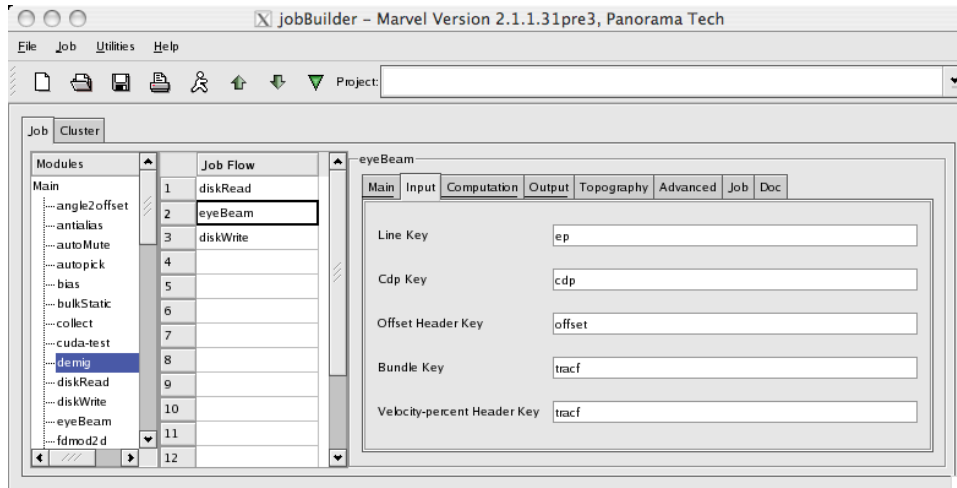 X jobBuilder – Marvel Version 2.1.1.31pre3, Panorama Tech
File Job Utilities Help
Project:
Job Cluster
Modules
Main
angle2offset
antialias
autoMute
autopick
bias
bulkStatic
collect
cuda-test
demig
diskRead
diskWrite
eyeBeam
fdmod2d
Job Flow
1 diskRead
2 eyeBeam
3 diskWrite
4
5
6
7
8
9
10
11
12
eyeBeam
Main Input Computation Output Topography Advanced Job Doc
Line Key ep
Cdp Key cdp
Offset Header Key offset
Bundle Key tracf
Velocity-percent Header Key tracf